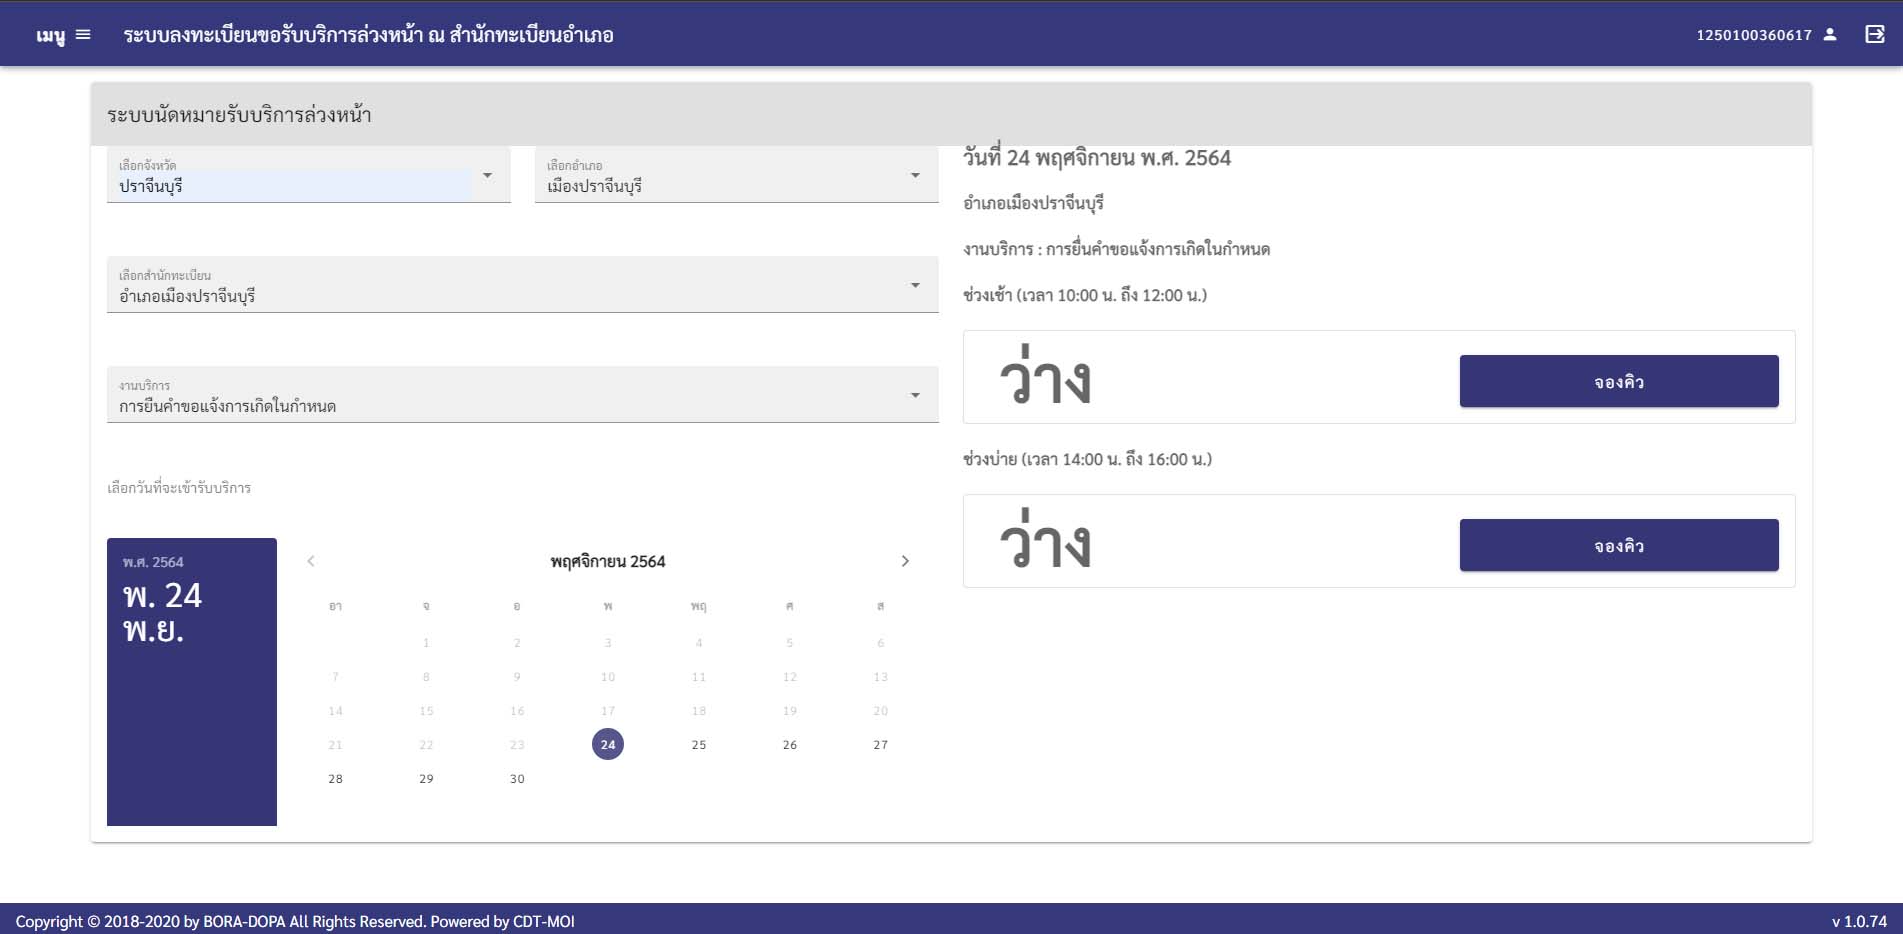 เมนู ระบบลงทะเบียนขอรับบริการล่วงหน้า ณ สำนักทะเบียนอำเภอ
1250100360617
ระบบนัดหมายรับบริการล่วงหน้า
เลือกจังหวัด
ปราจีนบุรี
เลือกอำเภอ
เมืองปราจีนบุรี
เลือกสำนักทะเบียน
อำเภอเมืองปราจีนบุรี
งานบริการ
การยื่นคำขอแจ้งการเกิดในกำหนด
เลือกวันที่จะเข้ารับบริการ
พ.ศ. 2564
พ. 24
พ.ย.
พฤศจิกายน 2564
อา จ อ พ พฤ ศ ส
1 2 3 4 5 6
7 8 9 10 11 12 13
14 15 16 17 18 19 20
21 22 23 24 25 26 27
28 29 30
วันที่ 24 พฤศจิกายน พ.ศ. 2564
อำเภอเมืองปราจีนบุรี
งานบริการ : การยื่นคำขอแจ้งการเกิดในกำหนด
ช่วงเช้า (เวลา 10:00 น. ถึง 12:00 น.)
ว่าง จองคิว
ช่วงบ่าย (เวลา 14:00 น. ถึง 16:00 น.)
ว่าง จองคิว
Copyright © 2018-2020 by BORA-DOPA All Rights Reserved. Powered by CDT-MOI
v 1.0.74